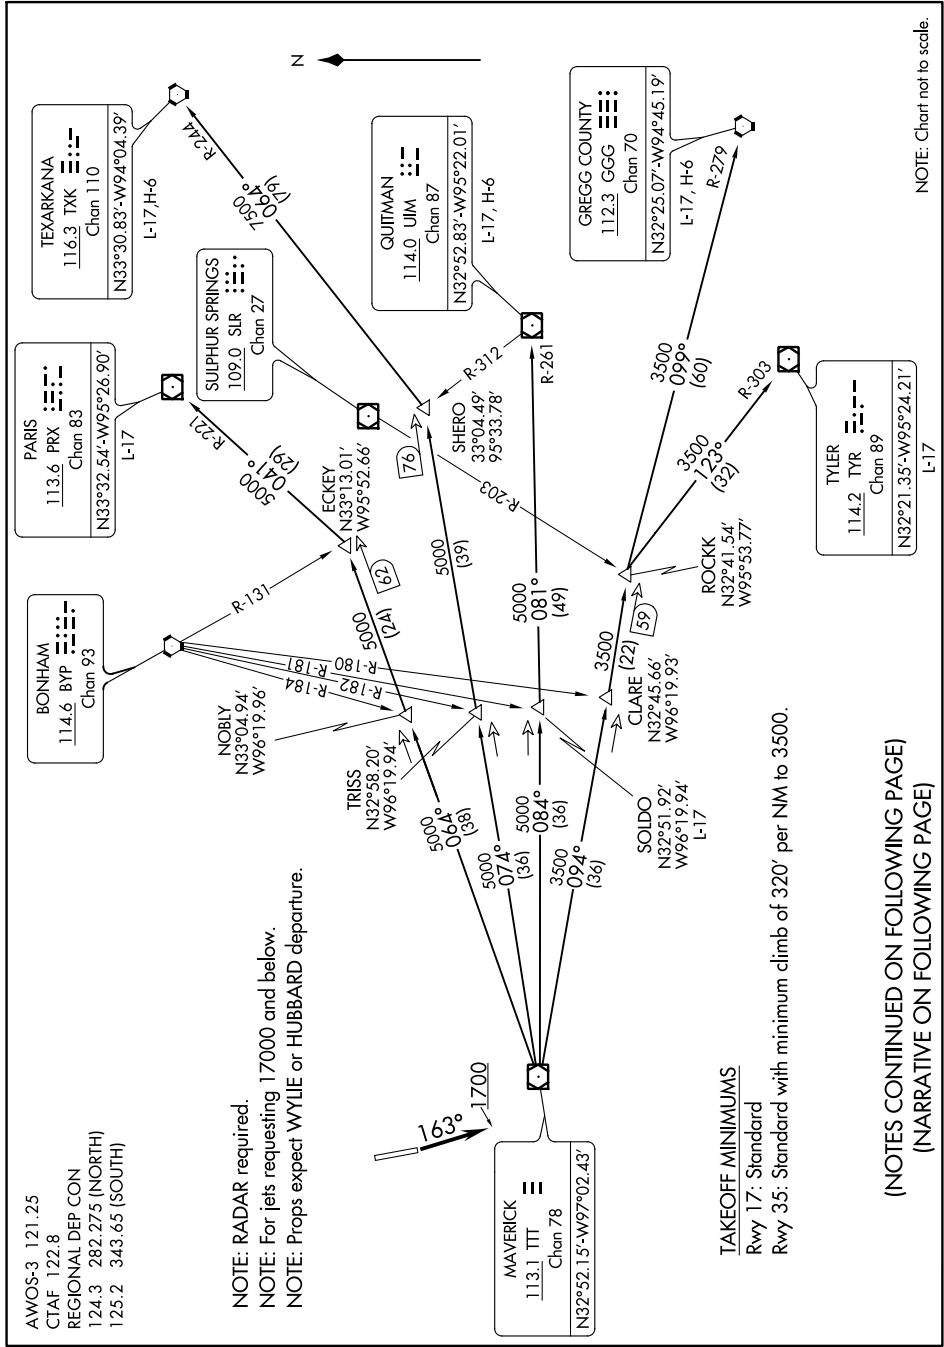 AWOS-3 121.25
CTAF 122.8
REGIONAL DEP CON
124.3 282.275 (NORTH)
125.2 343.65 (SOUTH)
NOTE: RADAR required.
NOTE: For jets requesting 17000 and below.
NOTE: Props expect WYLIE or HUBBARD departure.
163°
1700
MAVERICK
113.1 TTT
Chan 78
N32°52.15'-W97°02.43'
TAKEOFF MINIMUMS
Rwy 17: Standard
Rwy 35: Standard with minimum climb of 320' per NM to 3500.
BONHAM
114.6 BYP
Chan 93
R-131
R-184
R-181
R-182
R-180
NOBLY
N33°04.94'
W96°19.96'
TRISS
N32°58.20'
W96°19.94'
SOLDO
N32°51.92'
W96°19.94'
L-17
CLARE
N32°45.66'
W96°19.93'
5000
064°
(38)
5000
074°
(36)
5000
084°
(36)
3500
094°
(36)
5000
(24)
62
ECKEY
N33°13.01'
W95°52.66'
5000
041°
(29)
R-221
PARIS
113.6 PRX
Chan 83
N33°32.54'-W95°26.90'
L-17
SULPHUR SPRINGS
109.0 SLR
Chan 27
R-203
5000
(39)
76
SHERO
33°04.49'
95°33.78'
7500
064°
(79)
R-244
TEXARKANA
116.3 TXK
Chan 110
N33°30.83'-W94°04.39'
L-17,H-6
QUITMAN
114.0 UIM
Chan 87
N32°52.83'-W95°22.01'
L-17, H-6
R-312
R-261
5000
081°
(49)
3500
(22)
59
ROCKK
N32°41.54'
W95°53.77'
3500
099°
(60)
R-279
GREGG COUNTY
112.3 GGG
Chan 70
N32°25.07'-W94°45.19'
L-17, H-6
3500
123°
(32)
R-303
TYLER
114.2 TYR
Chan 89
N32°21.35'-W95°24.21'
L-17
N
NOTE: Chart not to scale.
(NOTES CONTINUED ON FOLLOWING PAGE)
(NARRATIVE ON FOLLOWING PAGE)